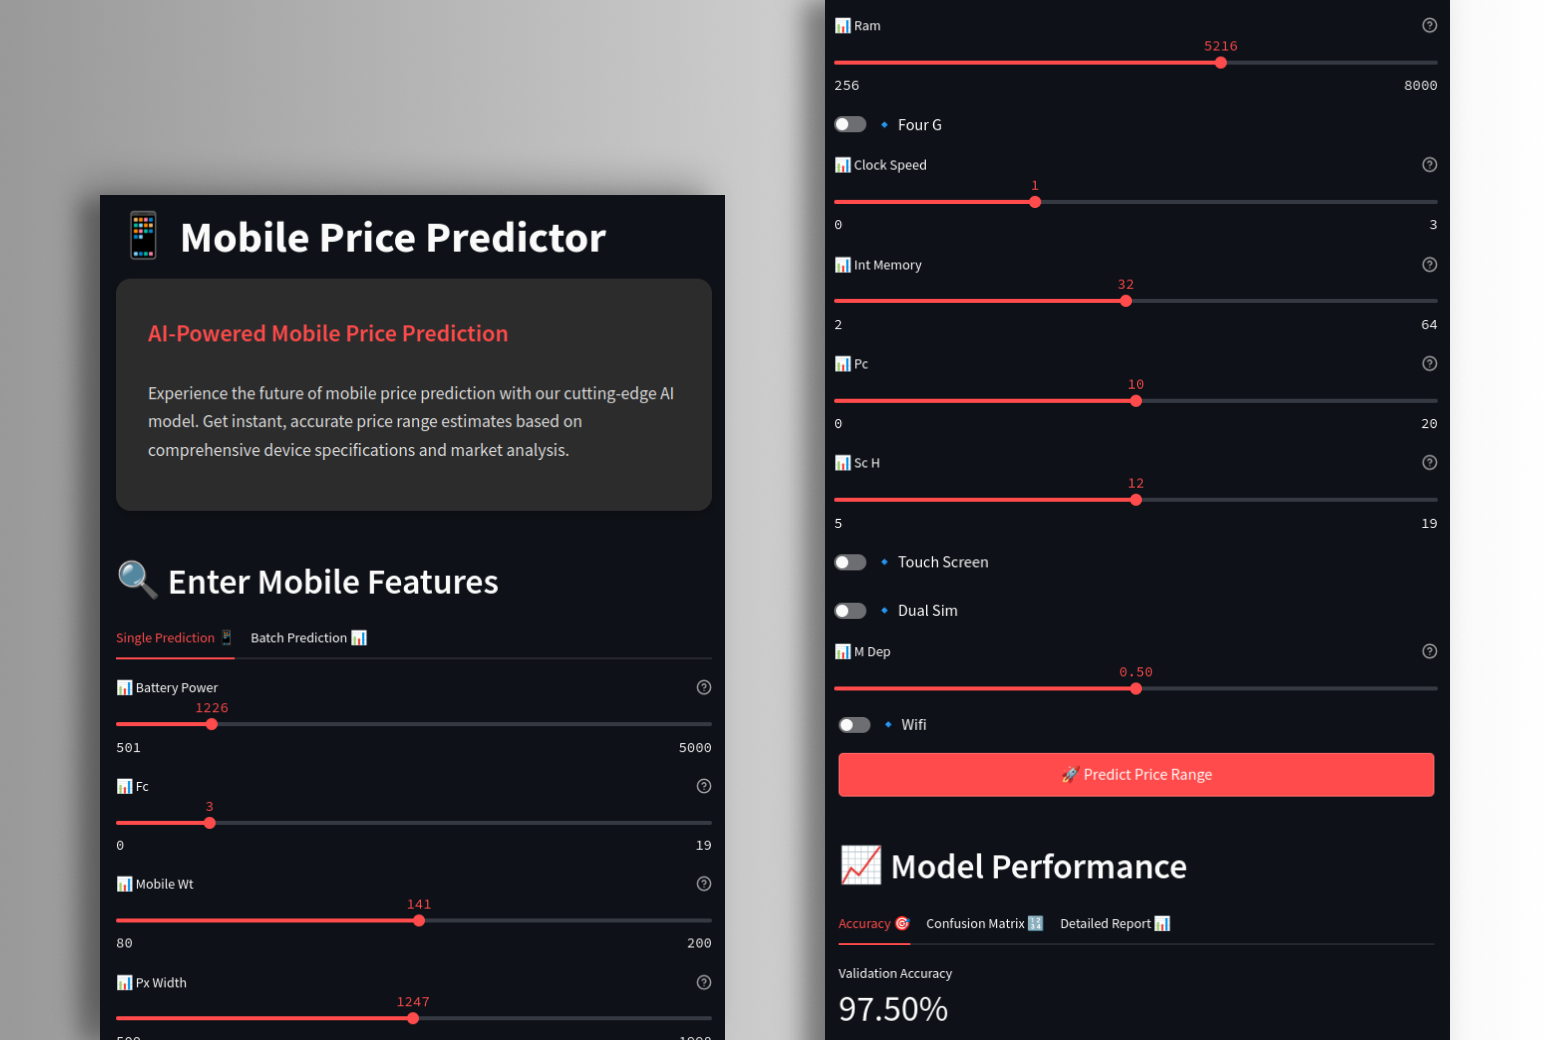 Mobile Price Predictor
AI-Powered Mobile Price Prediction
Experience the future of mobile price prediction with our cutting-edge AI
model. Get instant, accurate price range estimates based on
comprehensive device specifications and market analysis.
Enter Mobile Features
Single Prediction Batch Prediction
Battery Power
1226
501 5000
Fc
3
0 19
Mobile Wt
141
80 200
Px Width
1247
Ram
5216
256 8000
Four G
Clock Speed
1
0 3
Int Memory
32
2 64
Pc
10
0 20
Sc H
12
5 19
Touch Screen
Dual Sim
M Dep
0.50
Wifi
Predict Price Range
Model Performance
Accuracy Confusion Matrix Detailed Report
Validation Accuracy
97.50%